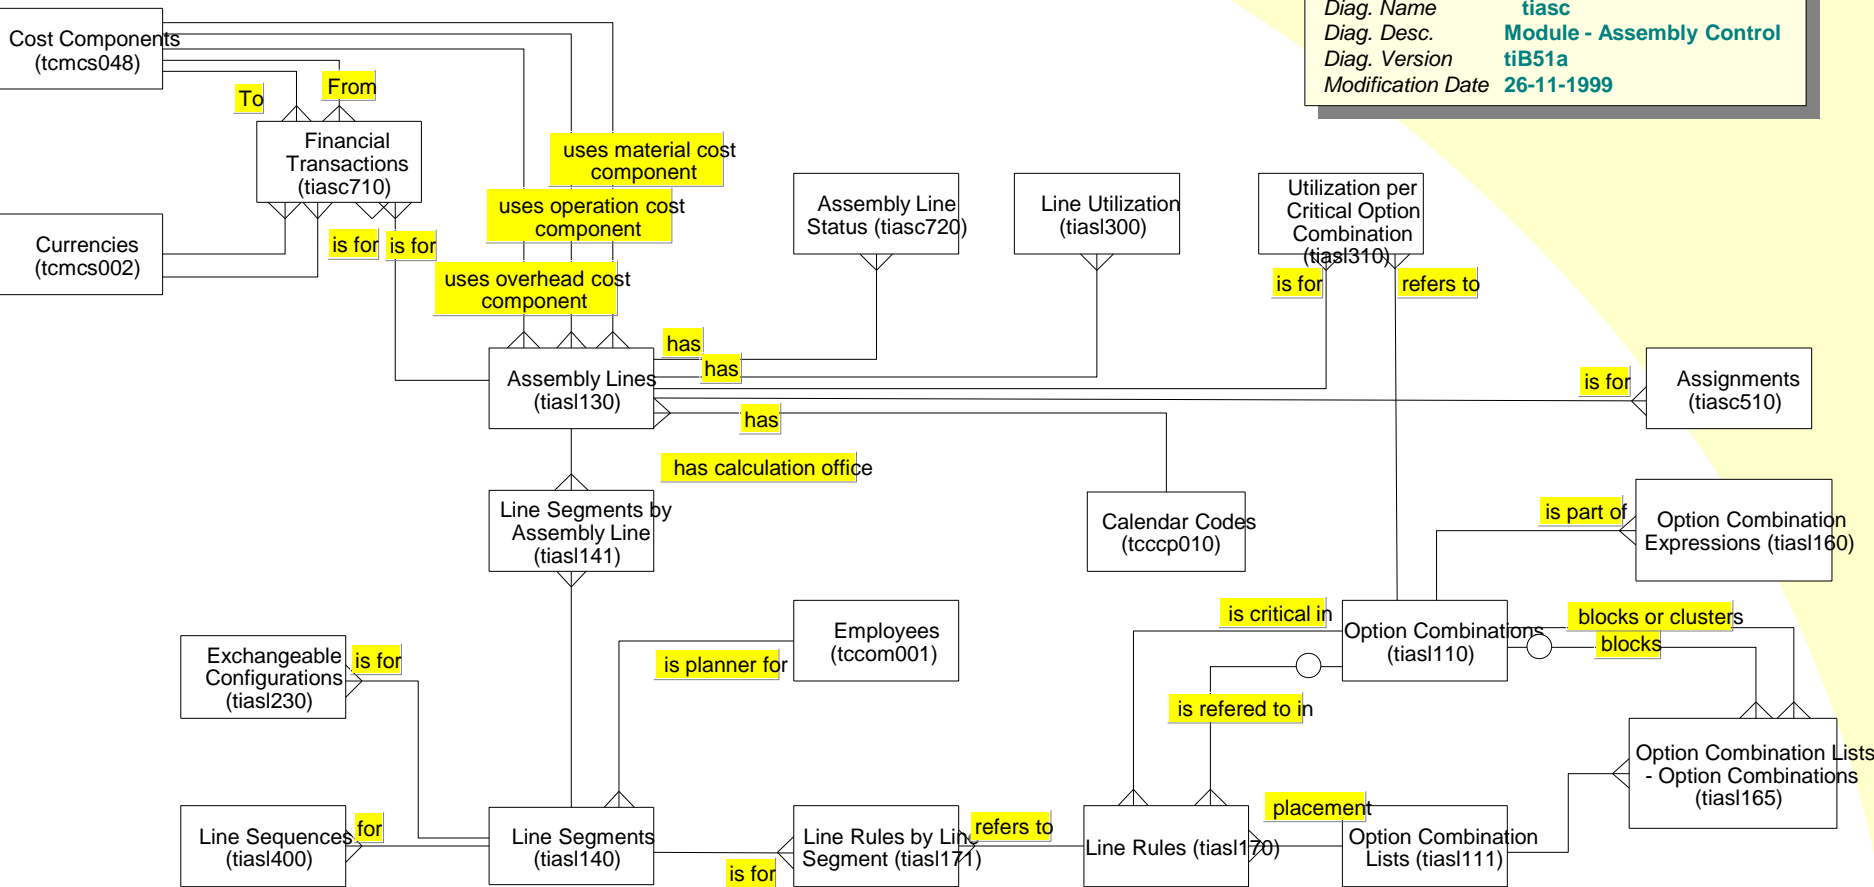 Diag. Name tiasc
Diag. Desc. Module - Assembly Control
Diag. Version tiB51a
Modification Date 26-11-1999
Cost Components
(tcmcs048)
To
From
Financial
Transactions
(tiasc710)
uses material cost
component
uses operation cost
component
uses overhead cost
component
Currencies
(tcmcs002)
is for
is for
Assembly Line
Status (tiasc720)
Line Utilization
(tiasl300)
Utilization per
Critical Option
Combination
(tiasl310)
is for
refers to
has
has
Assembly Lines
(tiasl130)
has
is for
Assignments
(tiasc510)
has calculation office
Line Segments by
Assembly Line
(tiasl141)
Calendar Codes
(tcccp010)
is part of
Option Combination
Expressions (tiasl160)
Employees
(tccom001)
is planner for
is critical in
Option Combinations
(tiasl110)
blocks or clusters
blocks
Exchangeable
Configurations
(tiasl230)
is for
is refered to in
Option Combination Lists
- Option Combinations
(tiasl165)
Line Sequences
(tiasl400)
for
Line Segments
(tiasl140)
is for
Line Rules by Line
Segment (tiasl171)
refers to
Line Rules (tiasl170)
placement
Option Combination
Lists (tiasl111)